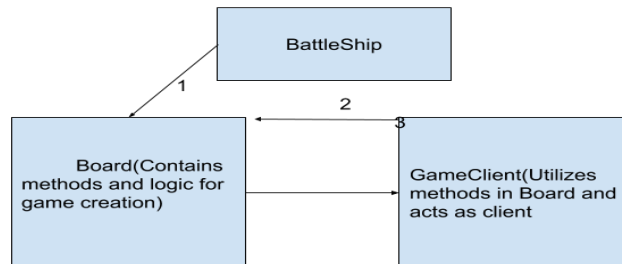 BattleShip
1
2
3
Board(Contains
methods and logic for
game creation)
GameClient(Utilizes
methods in Board and
acts as client